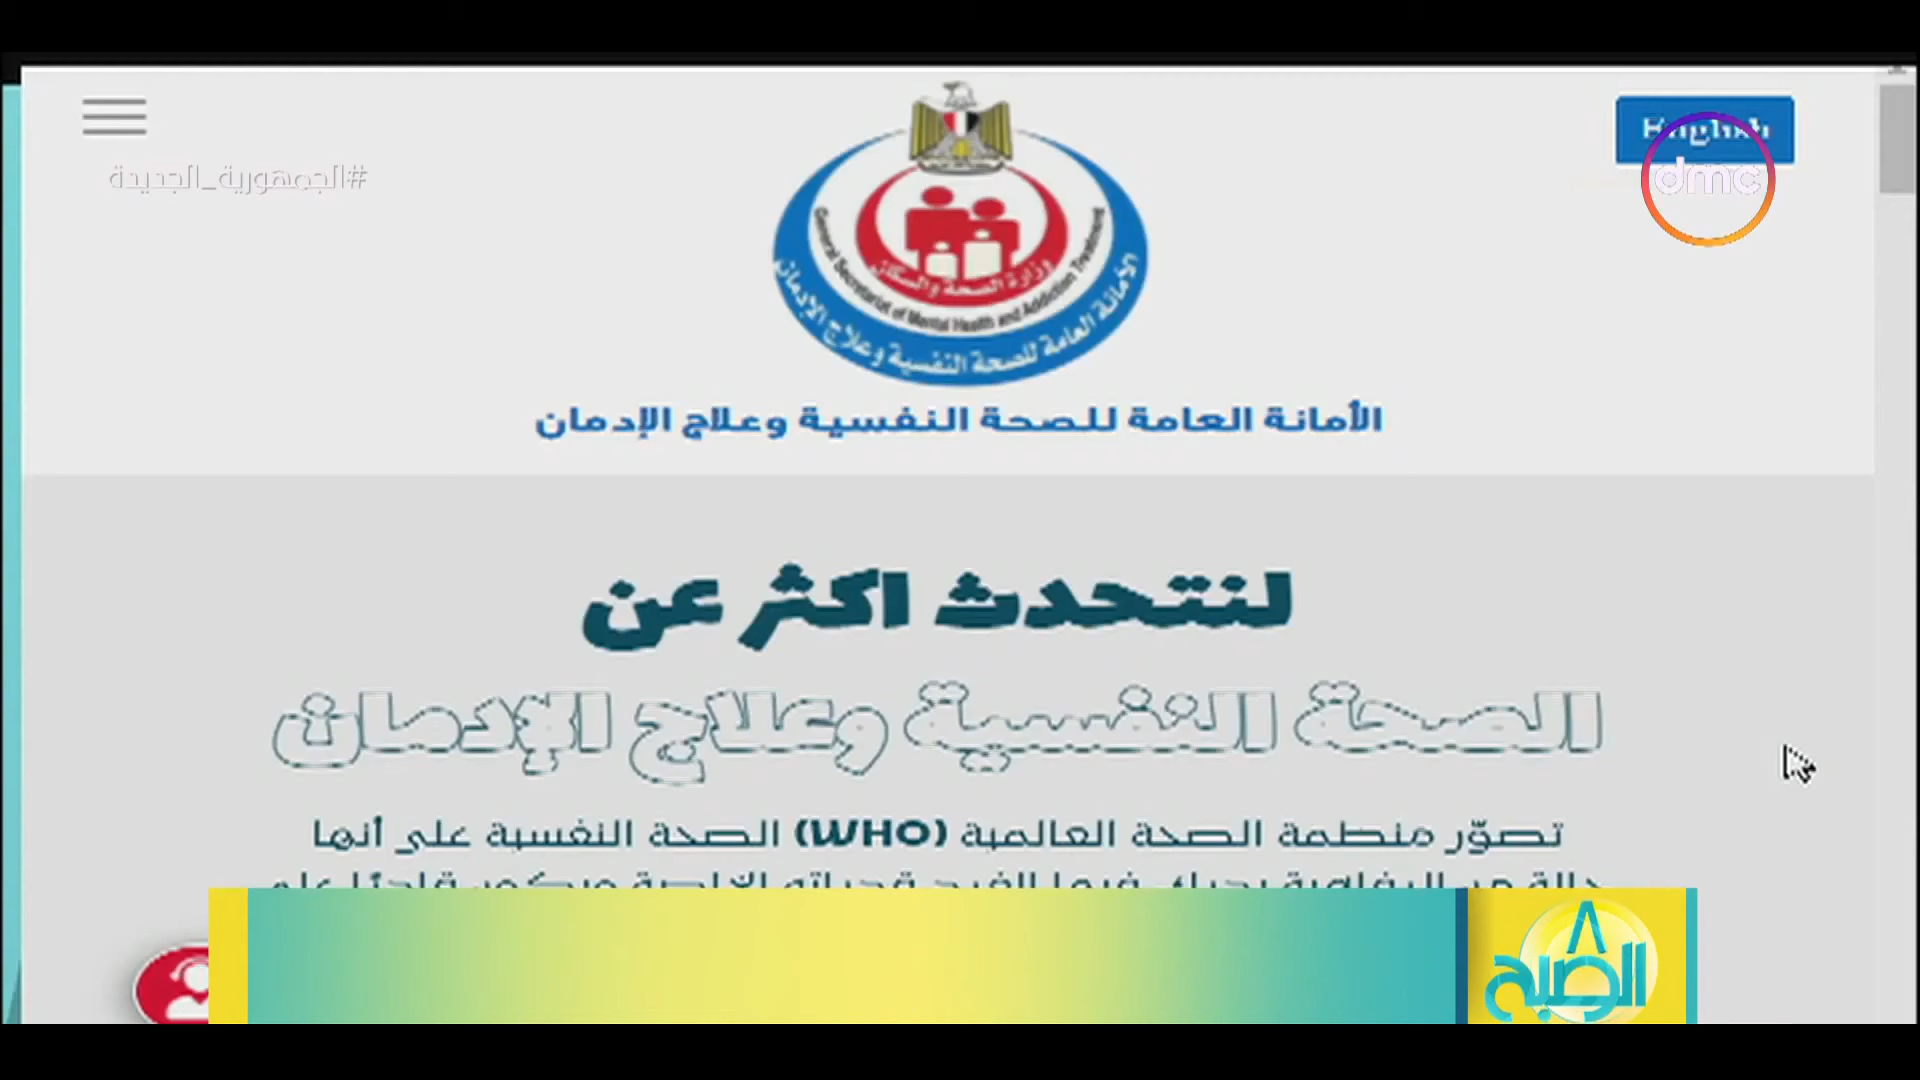 English
dmc
#الجمهورية_الجديدة
وزارة الصحة والسكان
General Secretariat of Mental Health and Addiction Treatment
الأمانة العامة للصحة النفسية وعلاج الإدمان
الأمانة العامة للصحة النفسية وعلاج الإدمان
لنتحدث اكثر عن
الصحة النفسية وعلاج الإدمان
تصوّر منظمة الصحة العالمية (WHO) الصحة النفسية على أنها
٨ الصبح